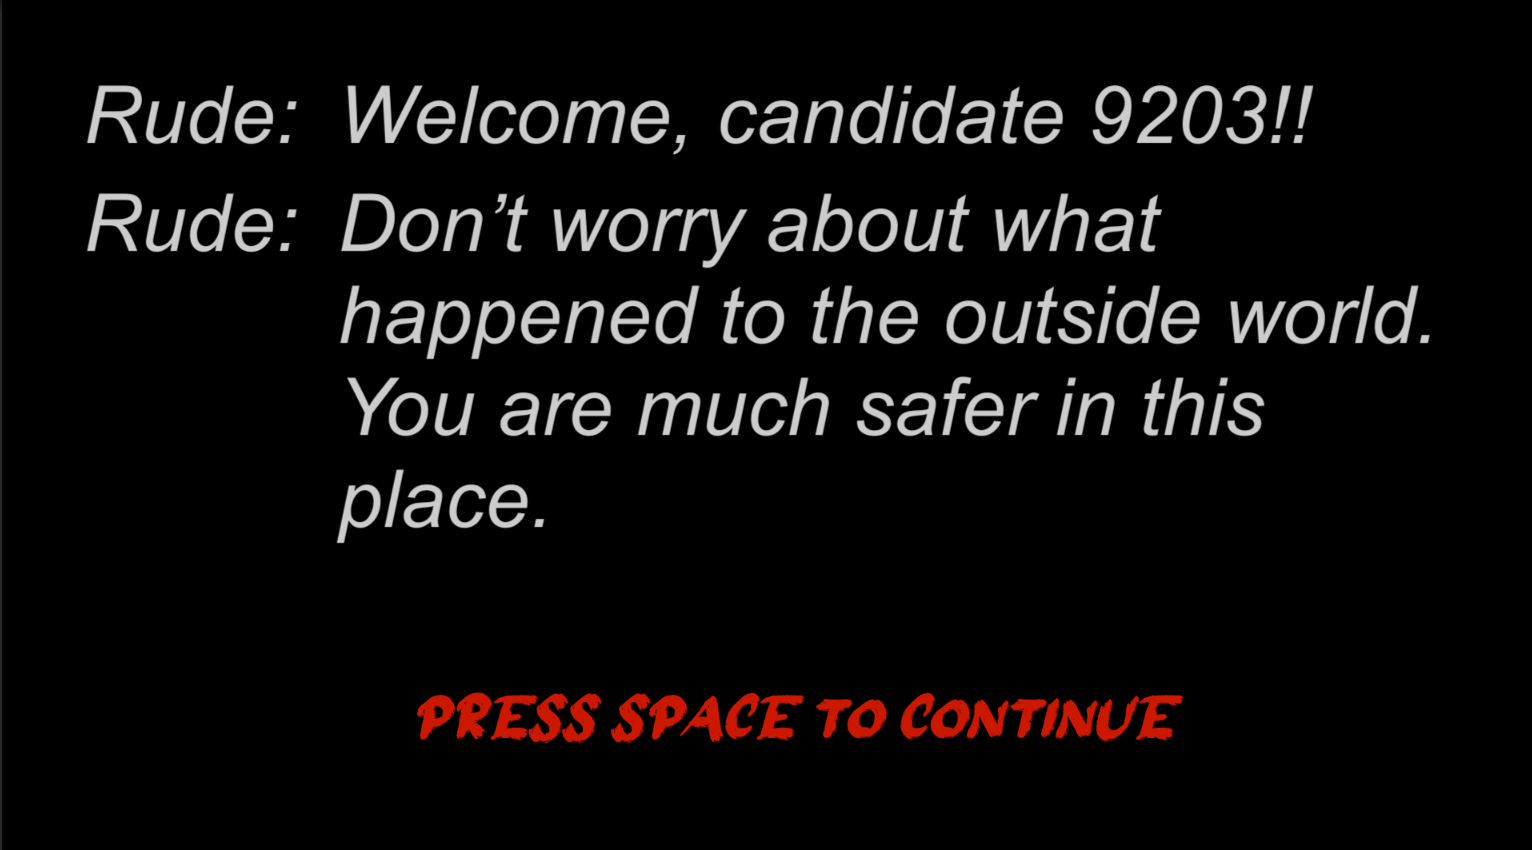 Rude: Welcome, candidate 9203!!
Rude: Don’t worry about what
happened to the outside world.
You are much safer in this
place.
PRESS SPACE TO CONTINUE